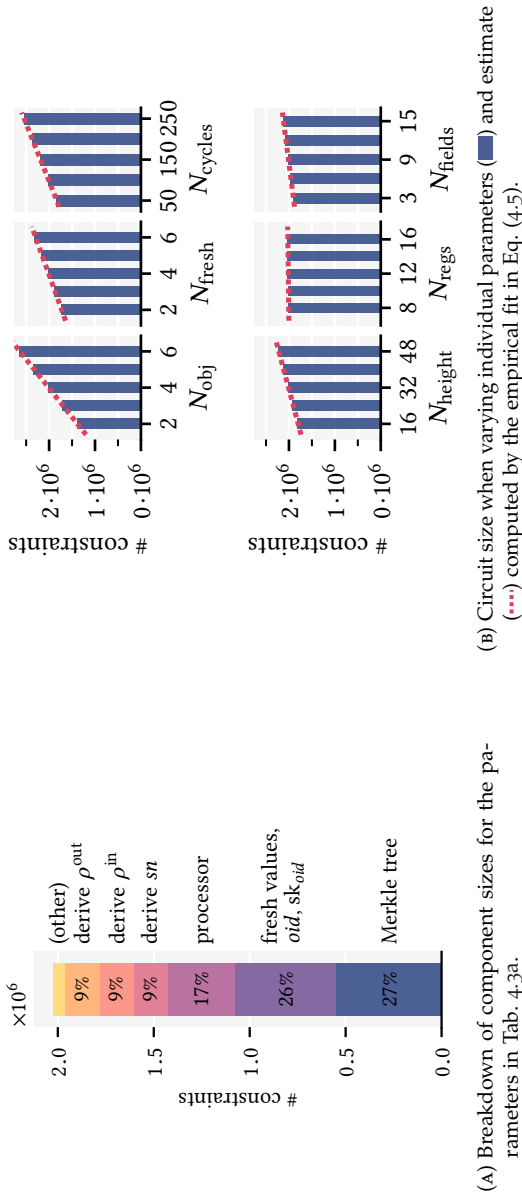 ×10⁶
2.0
1.5
1.0
0.5
0.0
# constraints
(other)
9% derive ρ^out
9% derive ρ^in
9% derive sn
17% processor
26% fresh values,
oid, sk_oid
27% Merkle tree
(A) Breakdown of component sizes for the pa-
rameters in Tab. 4.3a.
# constraints
2·10⁶
1·10⁶
0·10⁶
2 4 6
N_obj
2 4 6
N_fresh
50 150 250
N_cycles
# constraints
2·10⁶
1·10⁶
0·10⁶
16 32 48
N_height
8 12 16
N_regs
3 9 15
N_fields
(B) Circuit size when varying individual parameters ( ) and estimate
( ) computed by the empirical fit in Eq. (4.5).